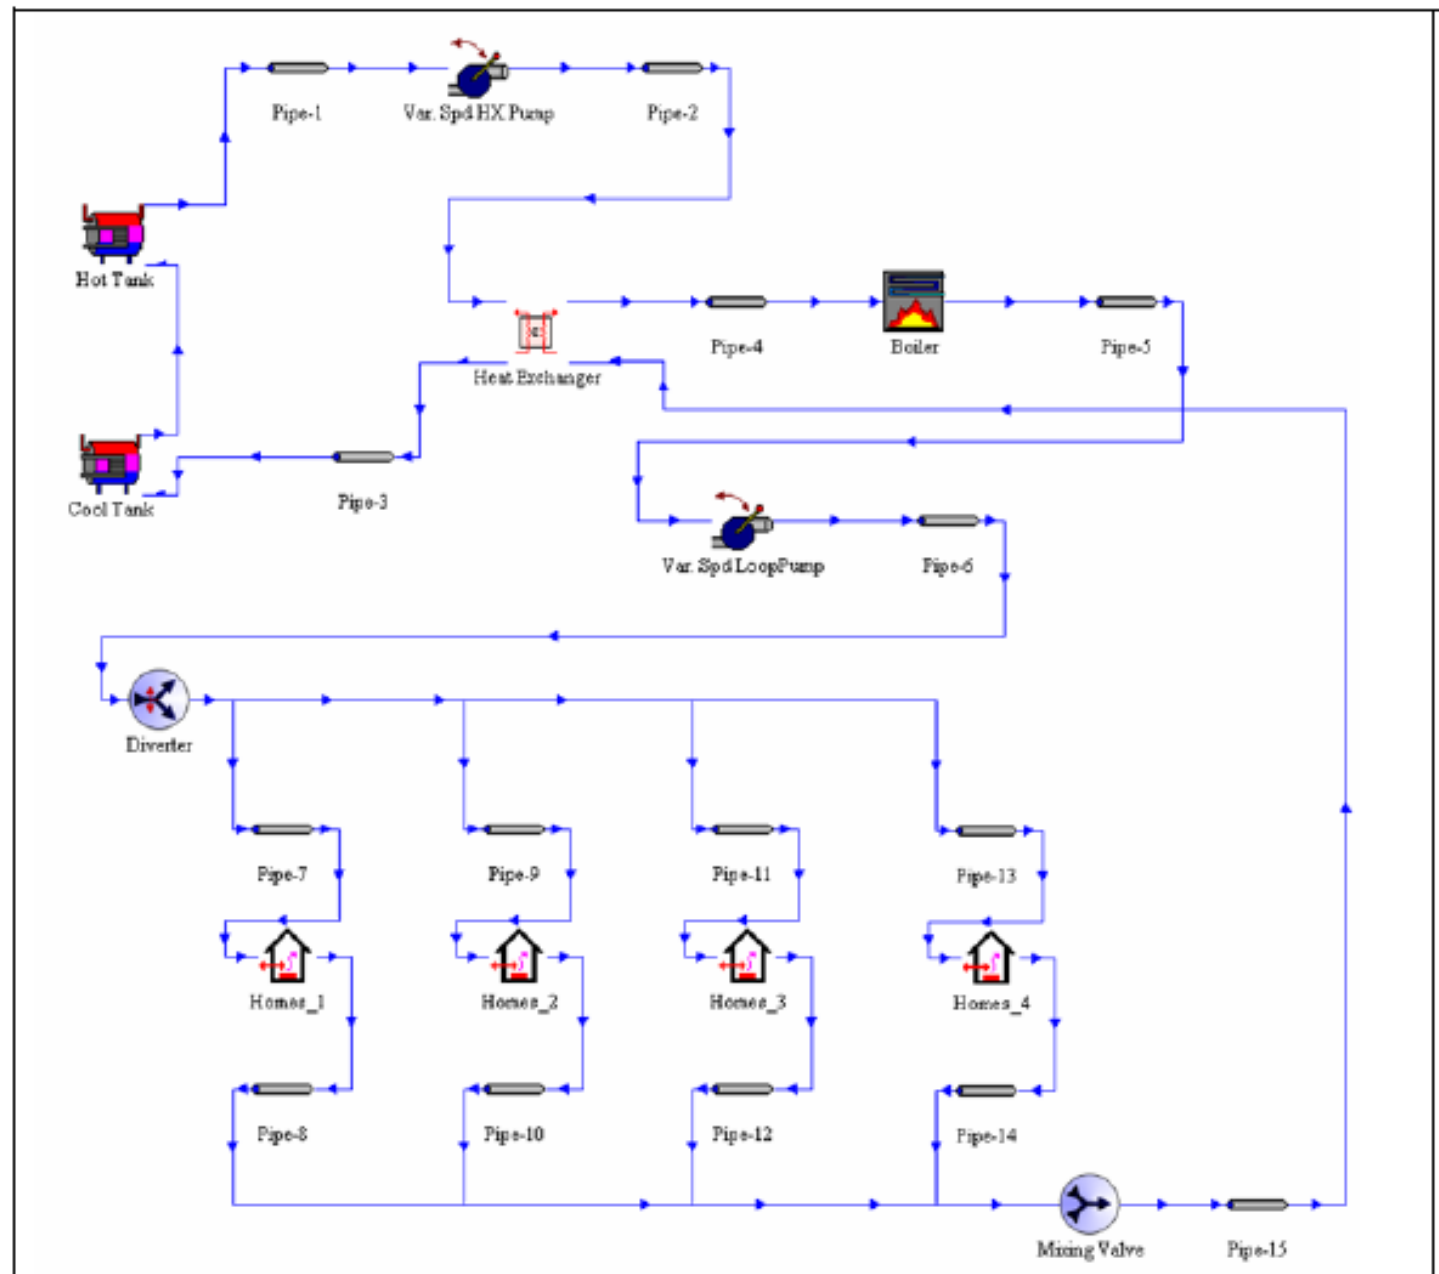 Pipe-1
Var. Spd HX Pump
Pipe-2
Hot Tank
Pipe-4
Boiler
Pipe-5
Heat Exchanger
Cool Tank
Pipe-3
Var. Spd LoopPump
Pipe-6
Diverter
Pipe-7
Pipe-9
Pipe-11
Pipe-13
Homes_1
Homes_2
Homes_3
Homes_4
Pipe-8
Pipe-10
Pipe-12
Pipe-14
Mixing Valve
Pipe-15